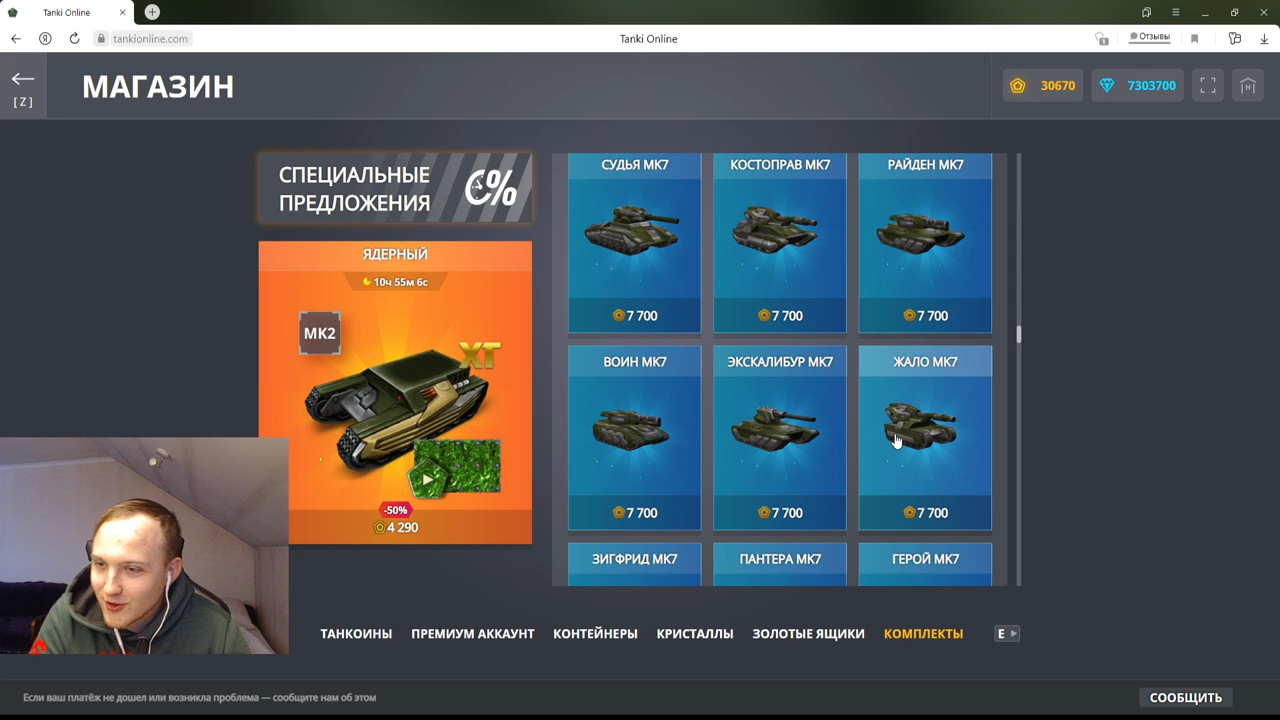 Tanki Online
tankionline.com
Tanki Online
Отзывы
[ Z ]
МАГАЗИН
30670
7303700
СПЕЦИАЛЬНЫЕ
ПРЕДЛОЖЕНИЯ
%
ЯДЕРНЫЙ
10ч 55м 6с
MK2
XT
-50%
4 290
СУДЬЯ МК7
КОСТОПРАВ МК7
РАЙДЕН МК7
7 700
7 700
7 700
ВОИН МК7
ЭКСКАЛИБУР МК7
ЖАЛО МК7
7 700
7 700
7 700
ЗИГФРИД МК7
ПАНТЕРА МК7
ГЕРОЙ МК7
ТАНКОИНЫ
ПРЕМИУМ АККАУНТ
КОНТЕЙНЕРЫ
КРИСТАЛЛЫ
ЗОЛОТЫЕ ЯЩИКИ
КОМПЛЕКТЫ
E
Если ваш платёж не дошел или возникла проблема — сообщите нам об этом
СООБЩИТЬ